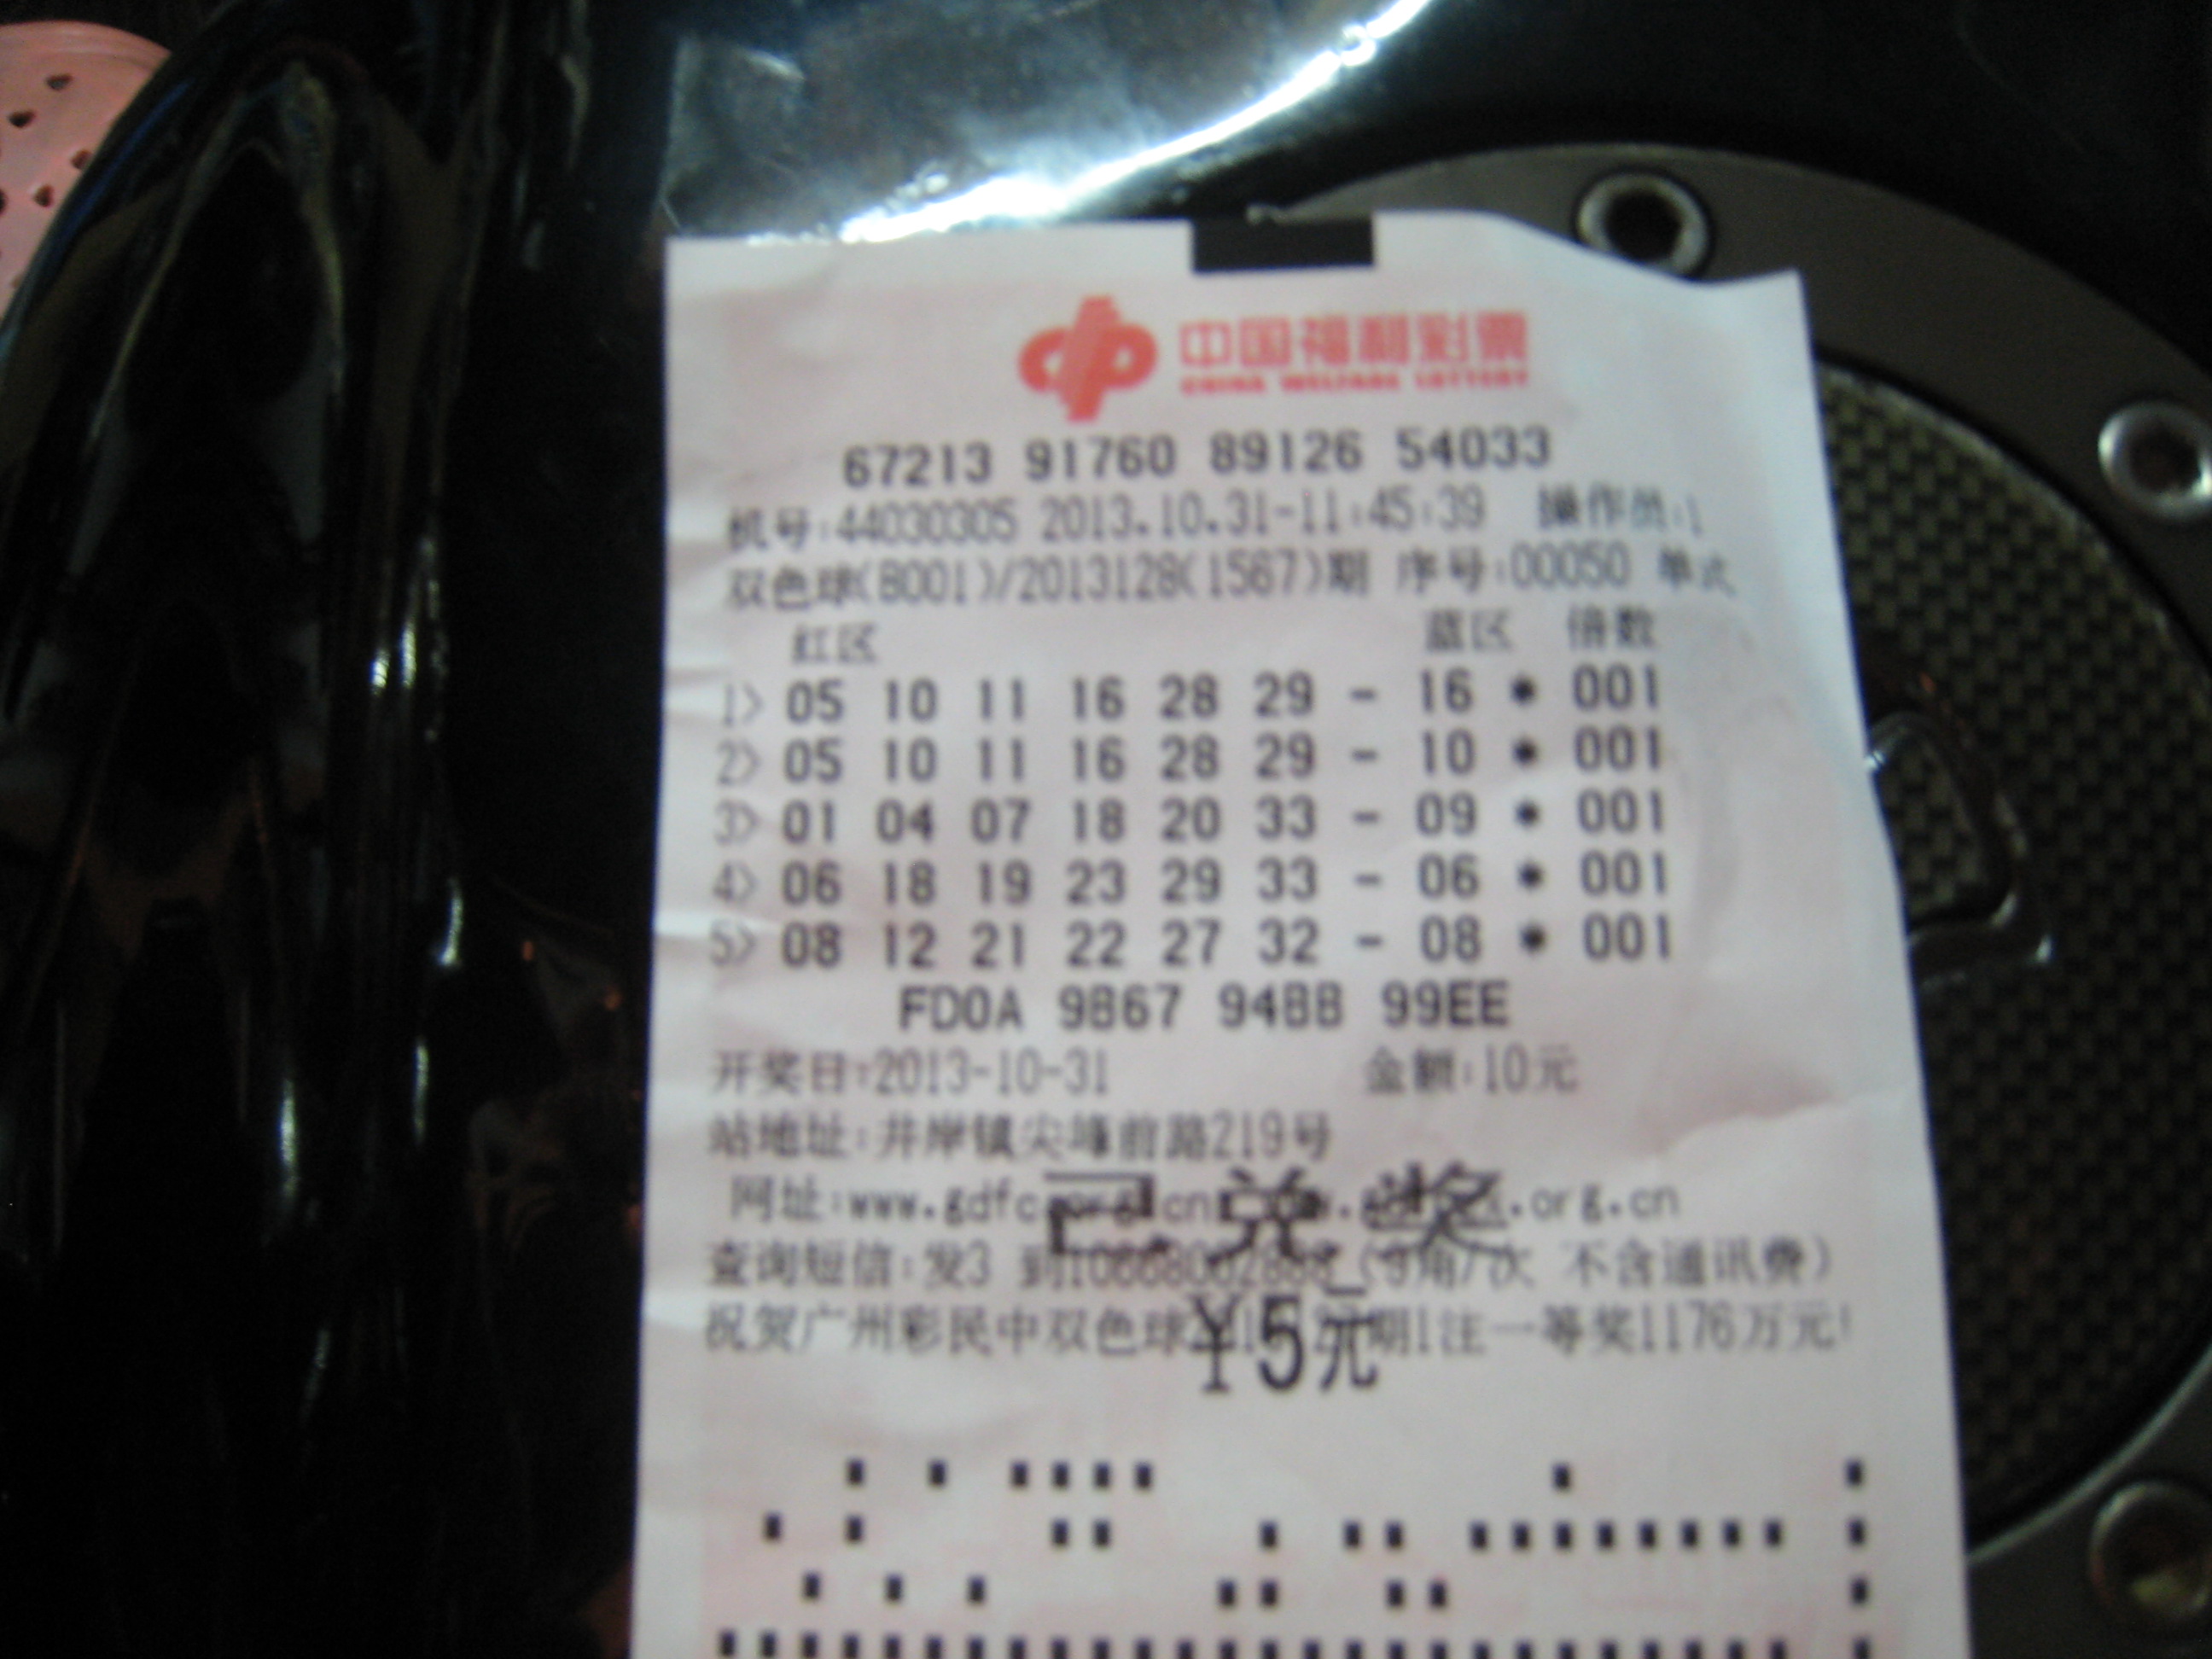 中国福利彩票
CHINA WELFARE LOTTERY
67213 91760 89126 54033
机号:44030305 2013.10.31-11:45:39 操作员:1
双色球(B001)/2013128(1567)期 序号:00050 单式
红区 蓝区 倍数
1> 05 10 11 16 28 29 - 16 * 001
2> 05 10 11 16 28 29 - 10 * 001
3> 01 04 07 18 20 33 - 09 * 001
4> 06 18 19 23 29 33 - 06 * 001
5> 08 12 21 22 27 32 - 08 * 001
FD0A 9B67 94BB 99EE
开奖日:2013-10-31 金额:10元
站地址:井岸镇尖峰前路219号
网址:www.gdfc.org.cn .org.cn
已兑奖
查询短信:发3 到 (5角/次 不含通讯费)
祝贺广州彩民中双色球 期1注一等奖1176万元!
¥5元